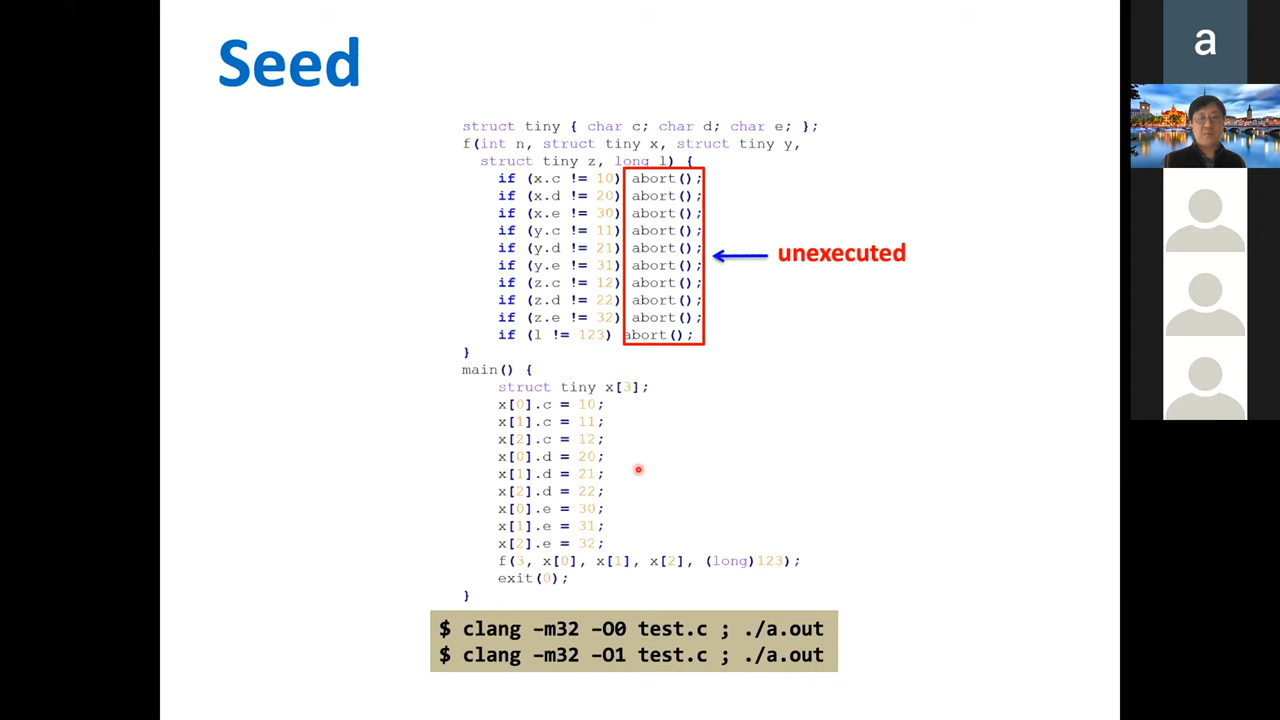 Seed
a
struct tiny { char c; char d; char e; };
f(int n, struct tiny x, struct tiny y,
struct tiny z, long l) {
if (x.c != 10) abort();
if (x.d != 20) abort();
if (x.e != 30) abort();
if (y.c != 11) abort();
if (y.d != 21) abort();
if (y.e != 31) abort();
if (z.c != 12) abort();
if (z.d != 22) abort();
if (z.e != 32) abort();
if (l != 123) abort();
}
unexecuted
main() {
struct tiny x[3];
x[0].c = 10;
x[1].c = 11;
x[2].c = 12;
x[0].d = 20;
x[1].d = 21;
x[2].d = 22;
x[0].e = 30;
x[1].e = 31;
x[2].e = 32;
f(3, x[0], x[1], x[2], (long)123);
exit(0);
}
$ clang –m32 –O0 test.c ; ./a.out
$ clang –m32 –O1 test.c ; ./a.out